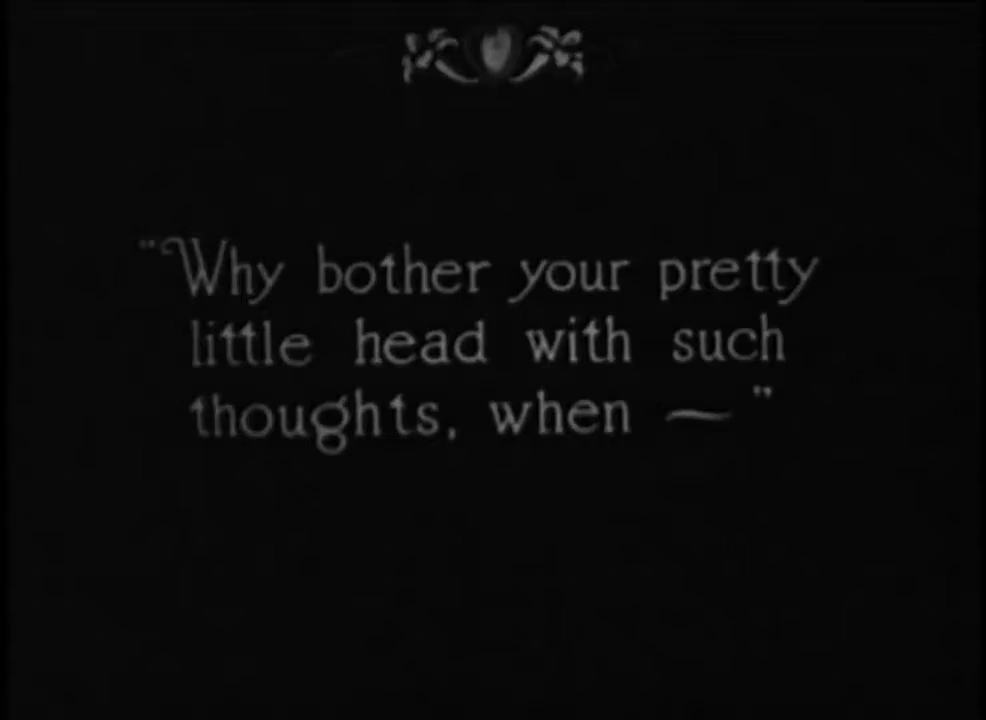 "Why bother your pretty
little head with such
thoughts, when — "